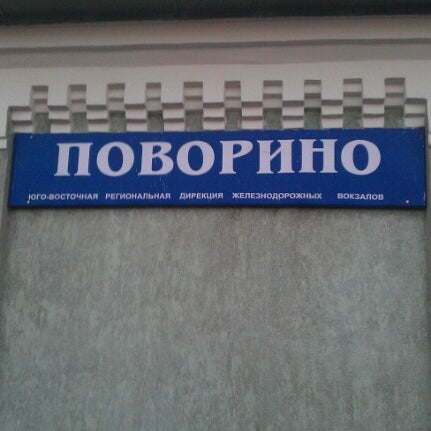 ПОВОРИНО
ЮГО-ВОСТОЧНАЯ РЕГИОНАЛЬНАЯ ДИРЕКЦИЯ ЖЕЛЕЗНОДОРОЖНЫХ ВОКЗАЛОВ